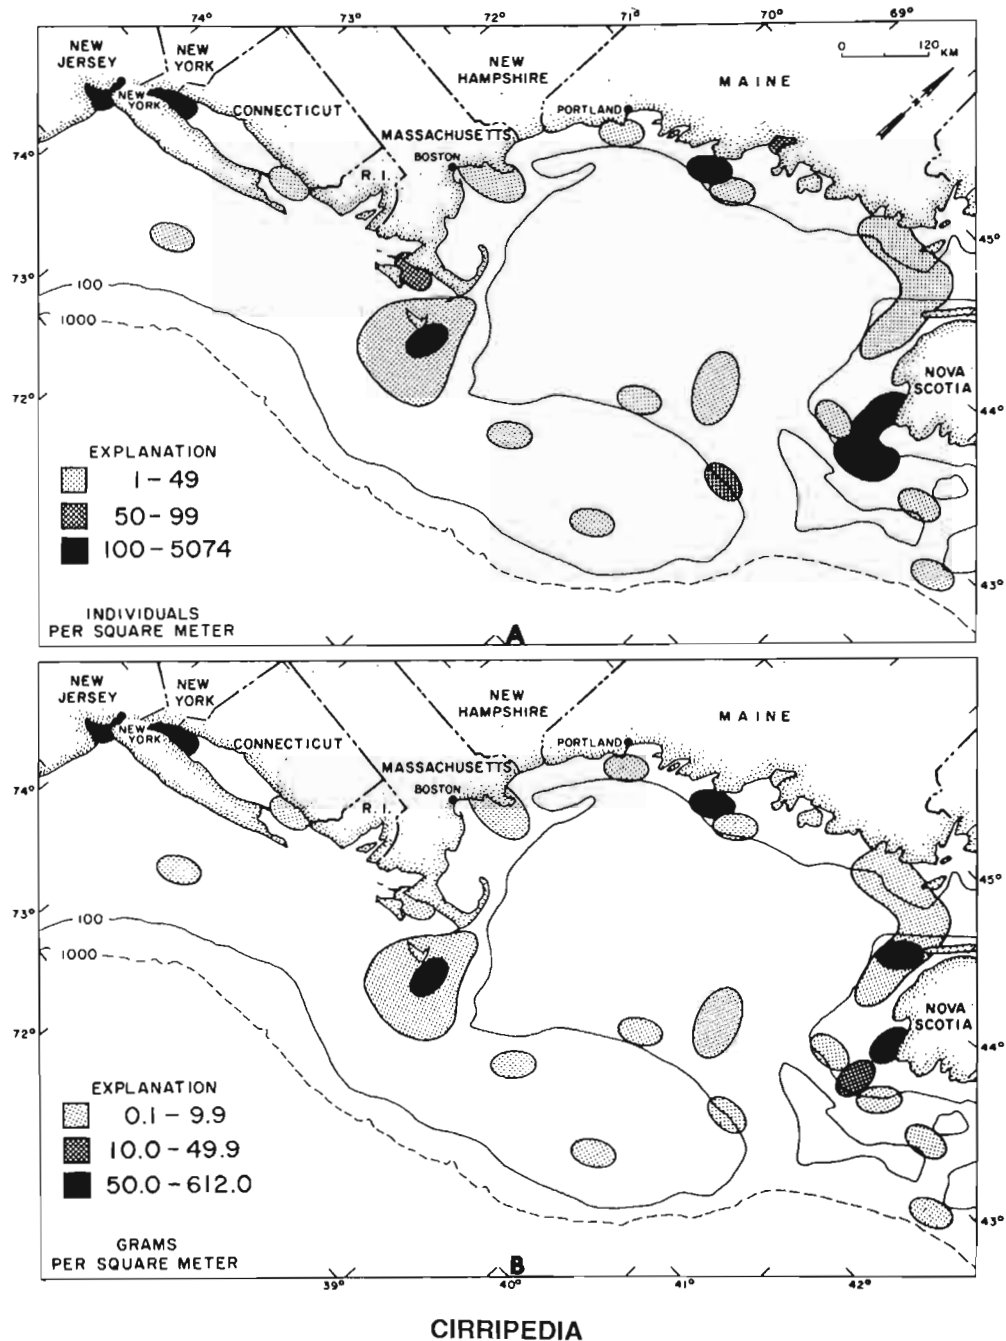 74° 73° 72° 71° 70° 69°
NEW JERSEY
NEW YORK
NEW YORK
CONNECTICUT
NEW HAMPSHIRE
MAINE
0 120 KM
PORTLAND
MASSACHUSETTS
BOSTON
R.I.
74°
45°
73°
100
1000
NOVA SCOTIA
72°
44°
EXPLANATION
1 – 49
50 – 99
100 – 5074
43°
INDIVIDUALS
PER SQUARE METER
A
NEW JERSEY
NEW YORK
NEW YORK
CONNECTICUT
NEW HAMPSHIRE
MAINE
PORTLAND
MASSACHUSETTS
BOSTON
R.I.
74°
45°
73°
100
1000
NOVA SCOTIA
72°
44°
EXPLANATION
0.1 – 9.9
10.0 – 49.9
50.0 – 612.0
43°
GRAMS
PER SQUARE METER
B
39° 40° 41° 42°
CIRRIPEDIA